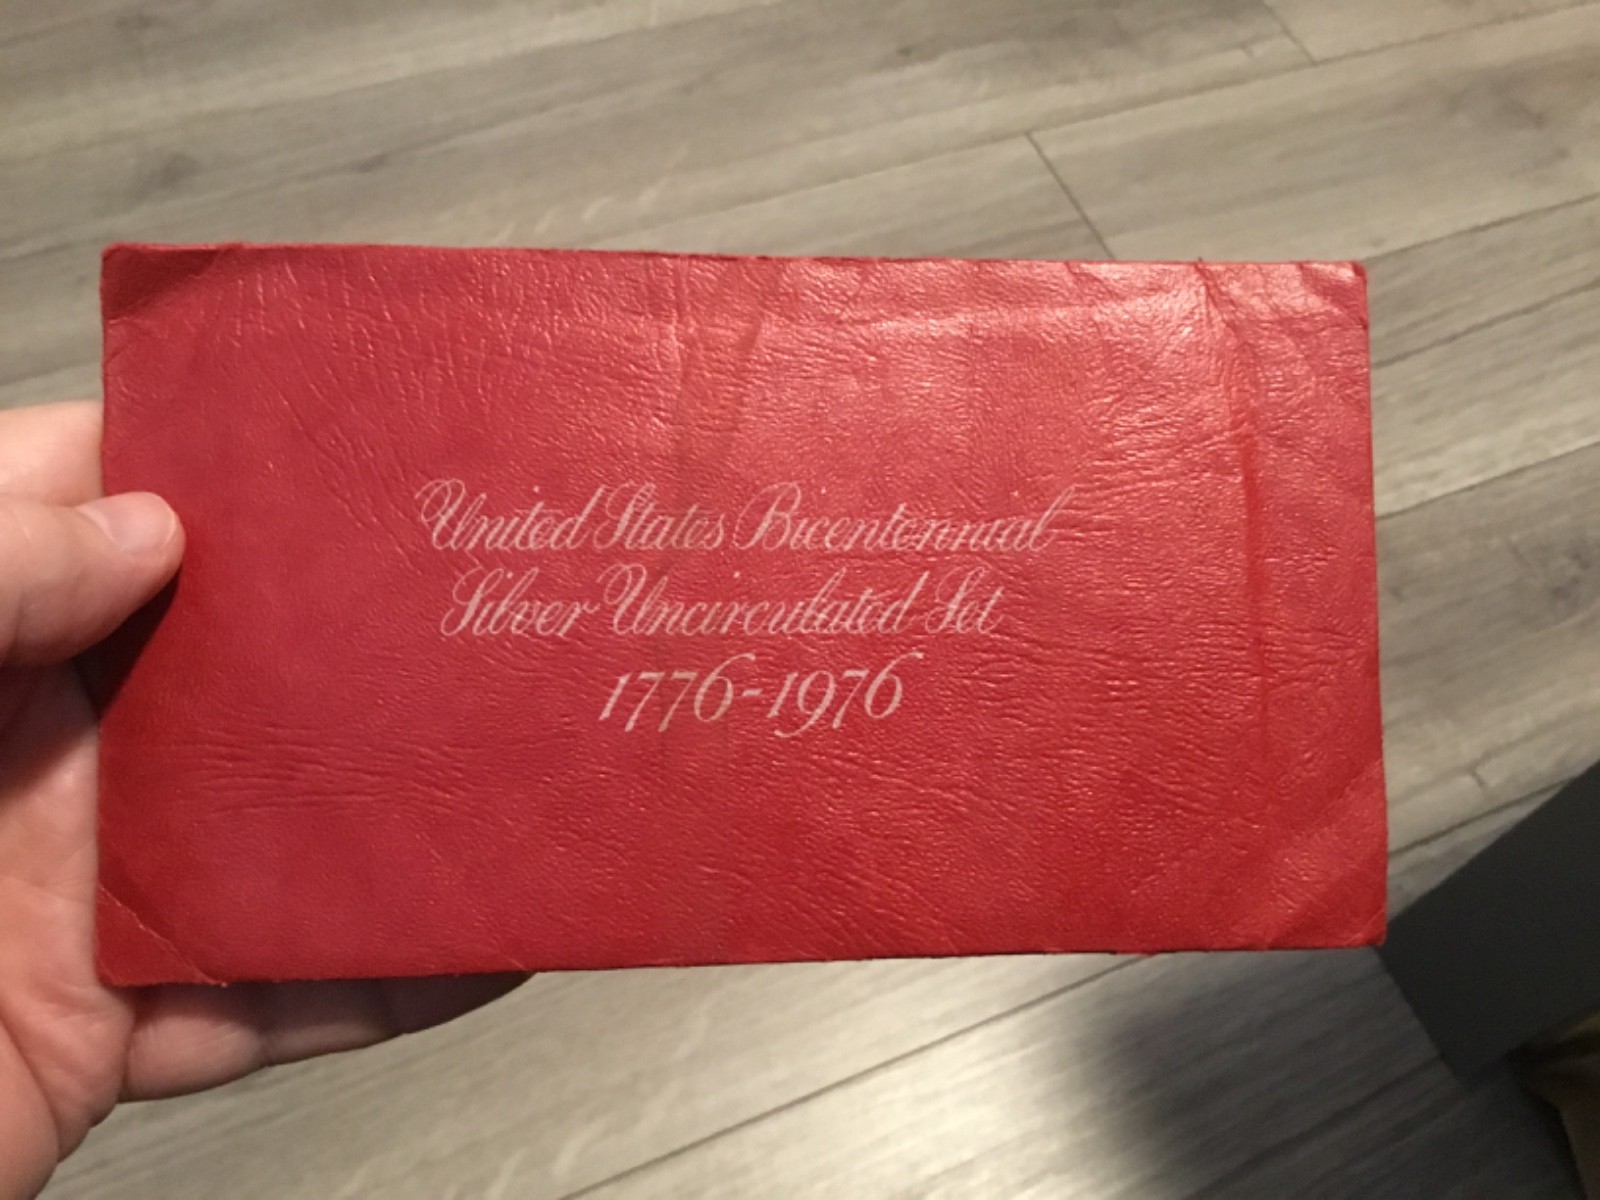 United States Bicentennial
Silver Uncirculated Set
1776-1976